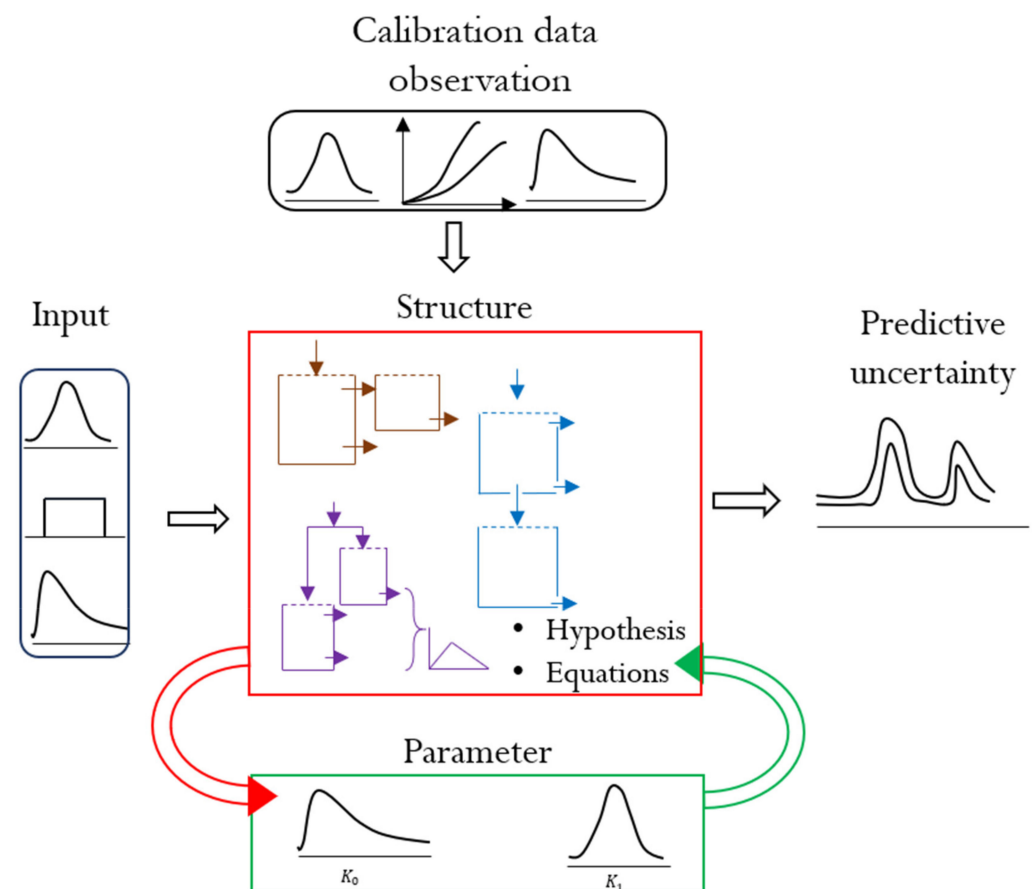 Calibration data
observation
Input
Structure
Predictive
uncertainty
• Hypothesis
• Equations
Parameter
K₀
K₁